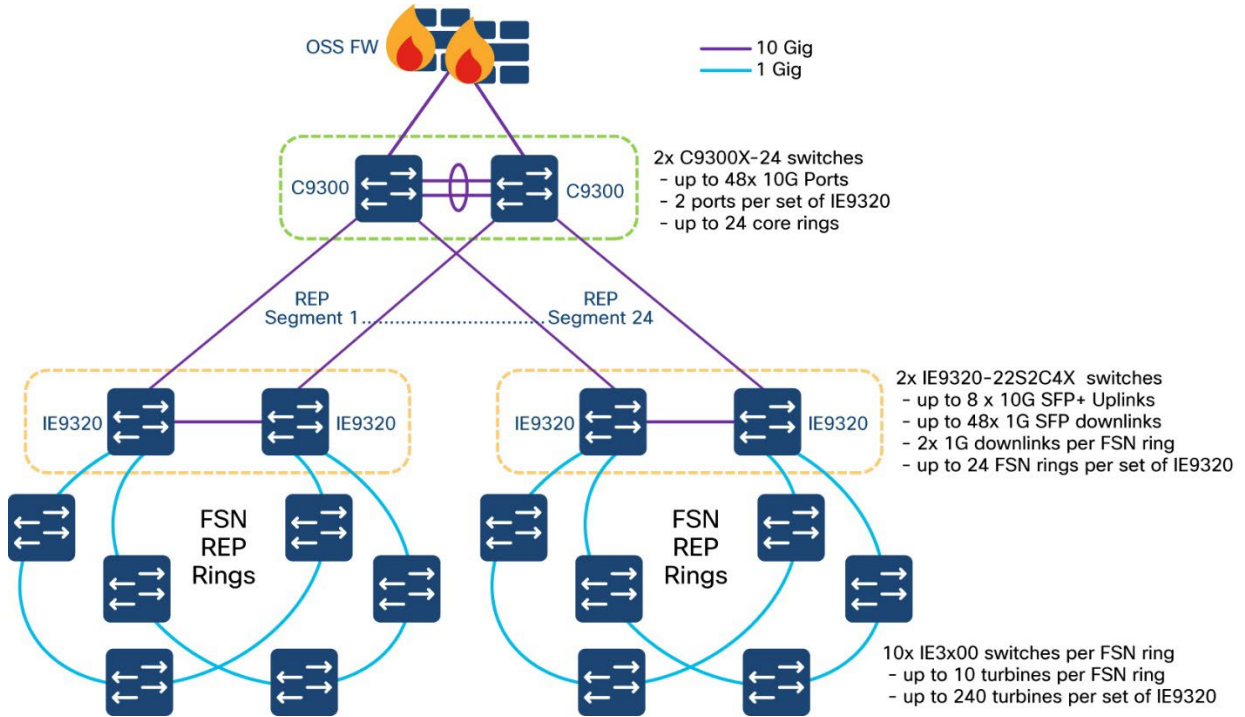 OSS FW
10 Gig
1 Gig
C9300
C9300
2x C9300X-24 switches
- up to 48x 10G Ports
- 2 ports per set of IE9320
- up to 24 core rings
REP
Segment 1
REP
Segment 24
IE9320
IE9320
IE9320
IE9320
2x IE9320-22S2C4X switches
- up to 8 x 10G SFP+ Uplinks
- up to 48x 1G SFP downlinks
- 2x 1G downlinks per FSN ring
- up to 24 FSN rings per set of IE9320
FSN
REP
Rings
FSN
REP
Rings
10x IE3x00 switches per FSN ring
- up to 10 turbines per FSN ring
- up to 240 turbines per set of IE9320